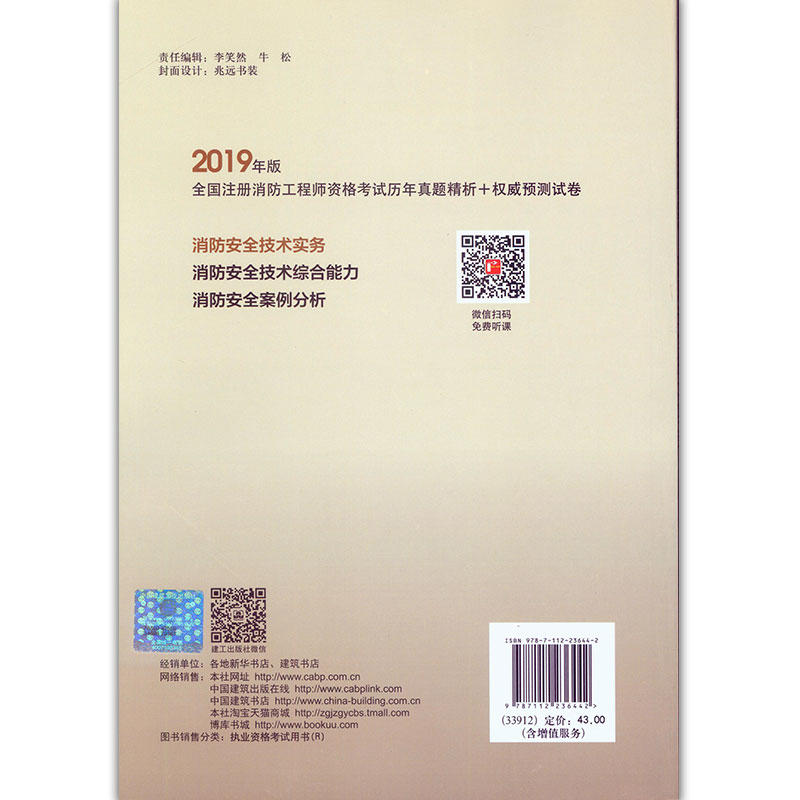 责任编辑：李笑然 牛 松
封面设计：兆远书装
2019年版
全国注册消防工程师资格考试历年真题精析＋权威预测试卷
消防安全技术实务
消防安全技术综合能力
消防安全案例分析
微信扫码
免费听课
建工出版社微信
经销单位：各地新华书店、建筑书店
网络销售：本社网址 http://www.cabp.com.cn
中国建筑出版在线 http://www.cabplink.com
中国建筑书店 http://www.china-building.com.cn
本社淘宝天猫商城 http://zgjzgycbs.tmall.com
博库书城 http://www.bookuu.com
图书销售分类：执业资格考试用书(R)
ISBN 978-7-112-23644-2
9 787112 236442 >
(33912) 定价：43.00
(含增值服务)